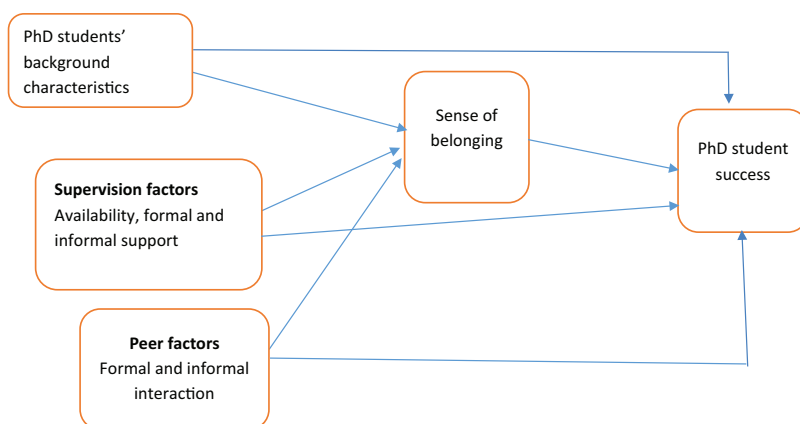 PhD students'
background
characteristics
Sense of
belonging
PhD student
success
Supervision factors
Availability, formal and
informal support
Peer factors
Formal and informal
interaction